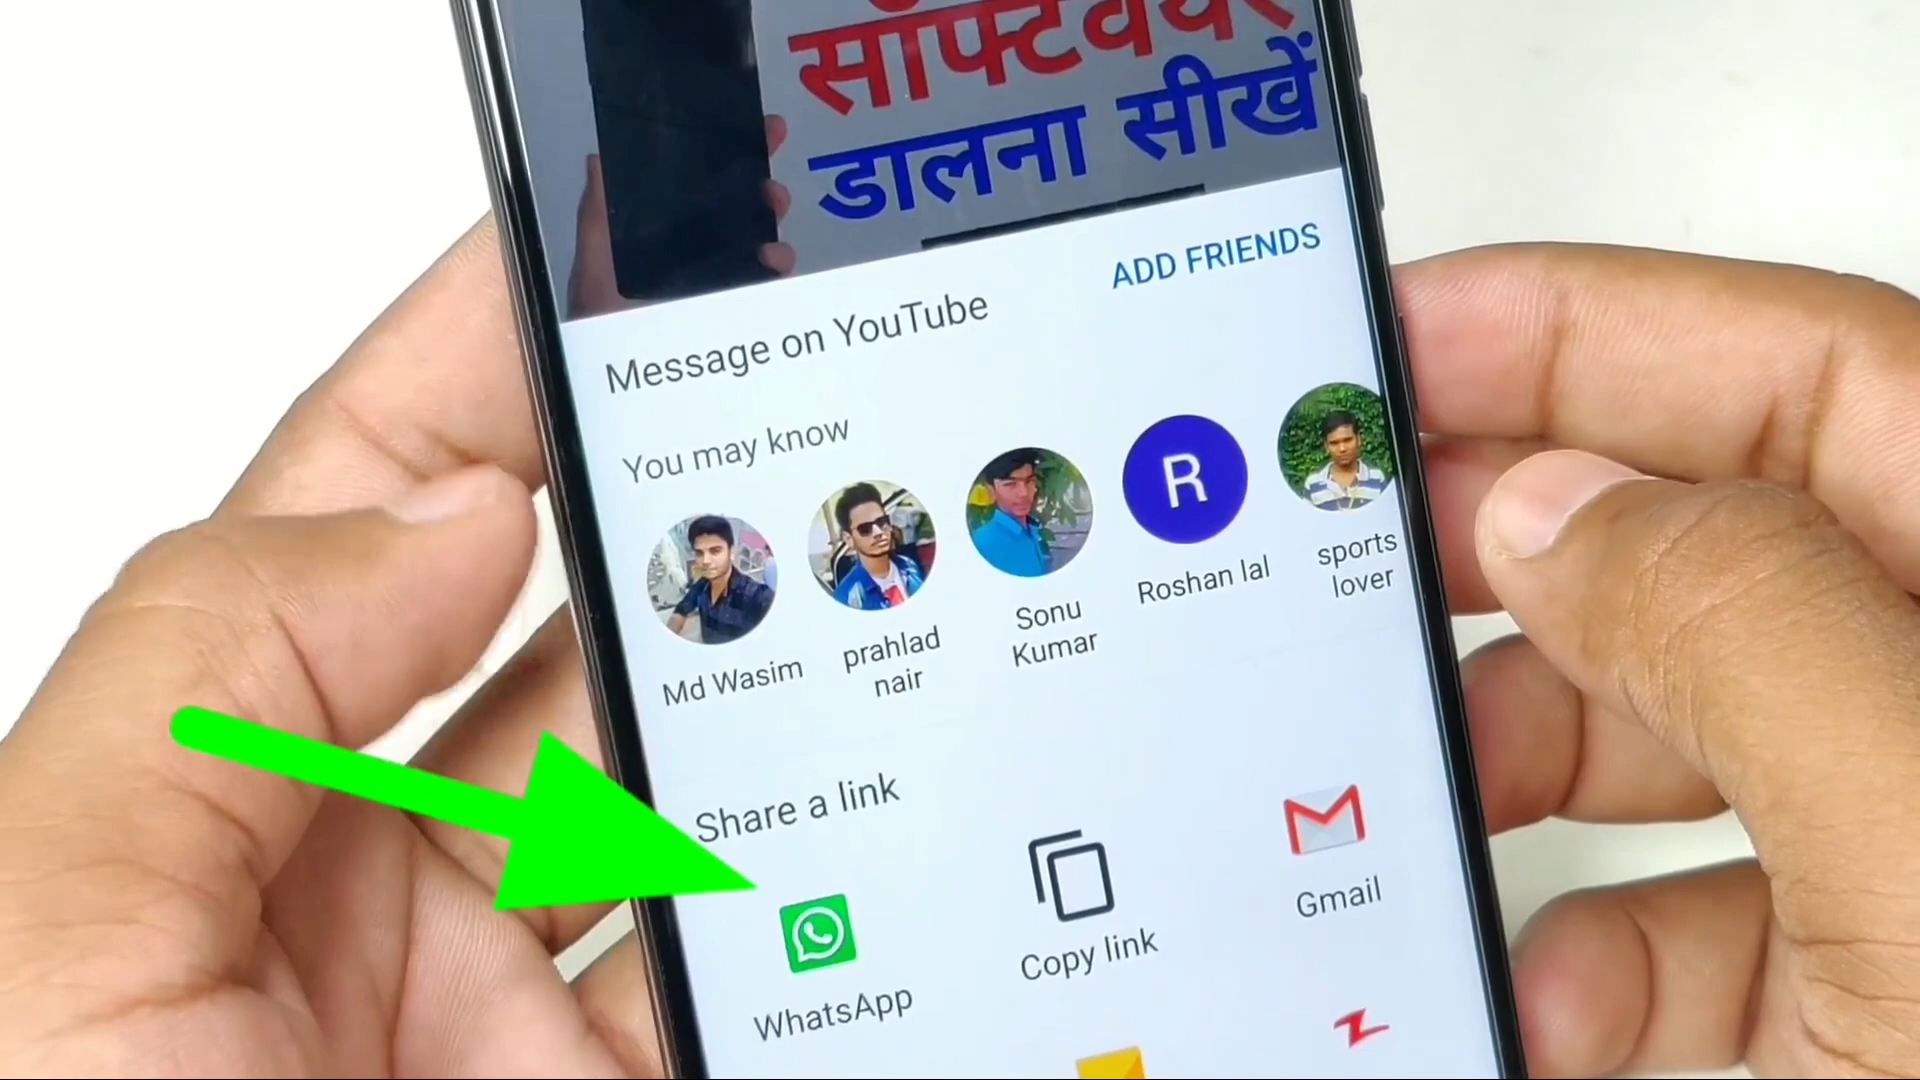 सॉफ्टवेयर
डालना सीखें
ADD FRIENDS
Message on YouTube
You may know
Md Wasim
prahlad
nair
Sonu
Kumar
R
Roshan lal
sports
lover
Share a link
WhatsApp
Copy link
Gmail